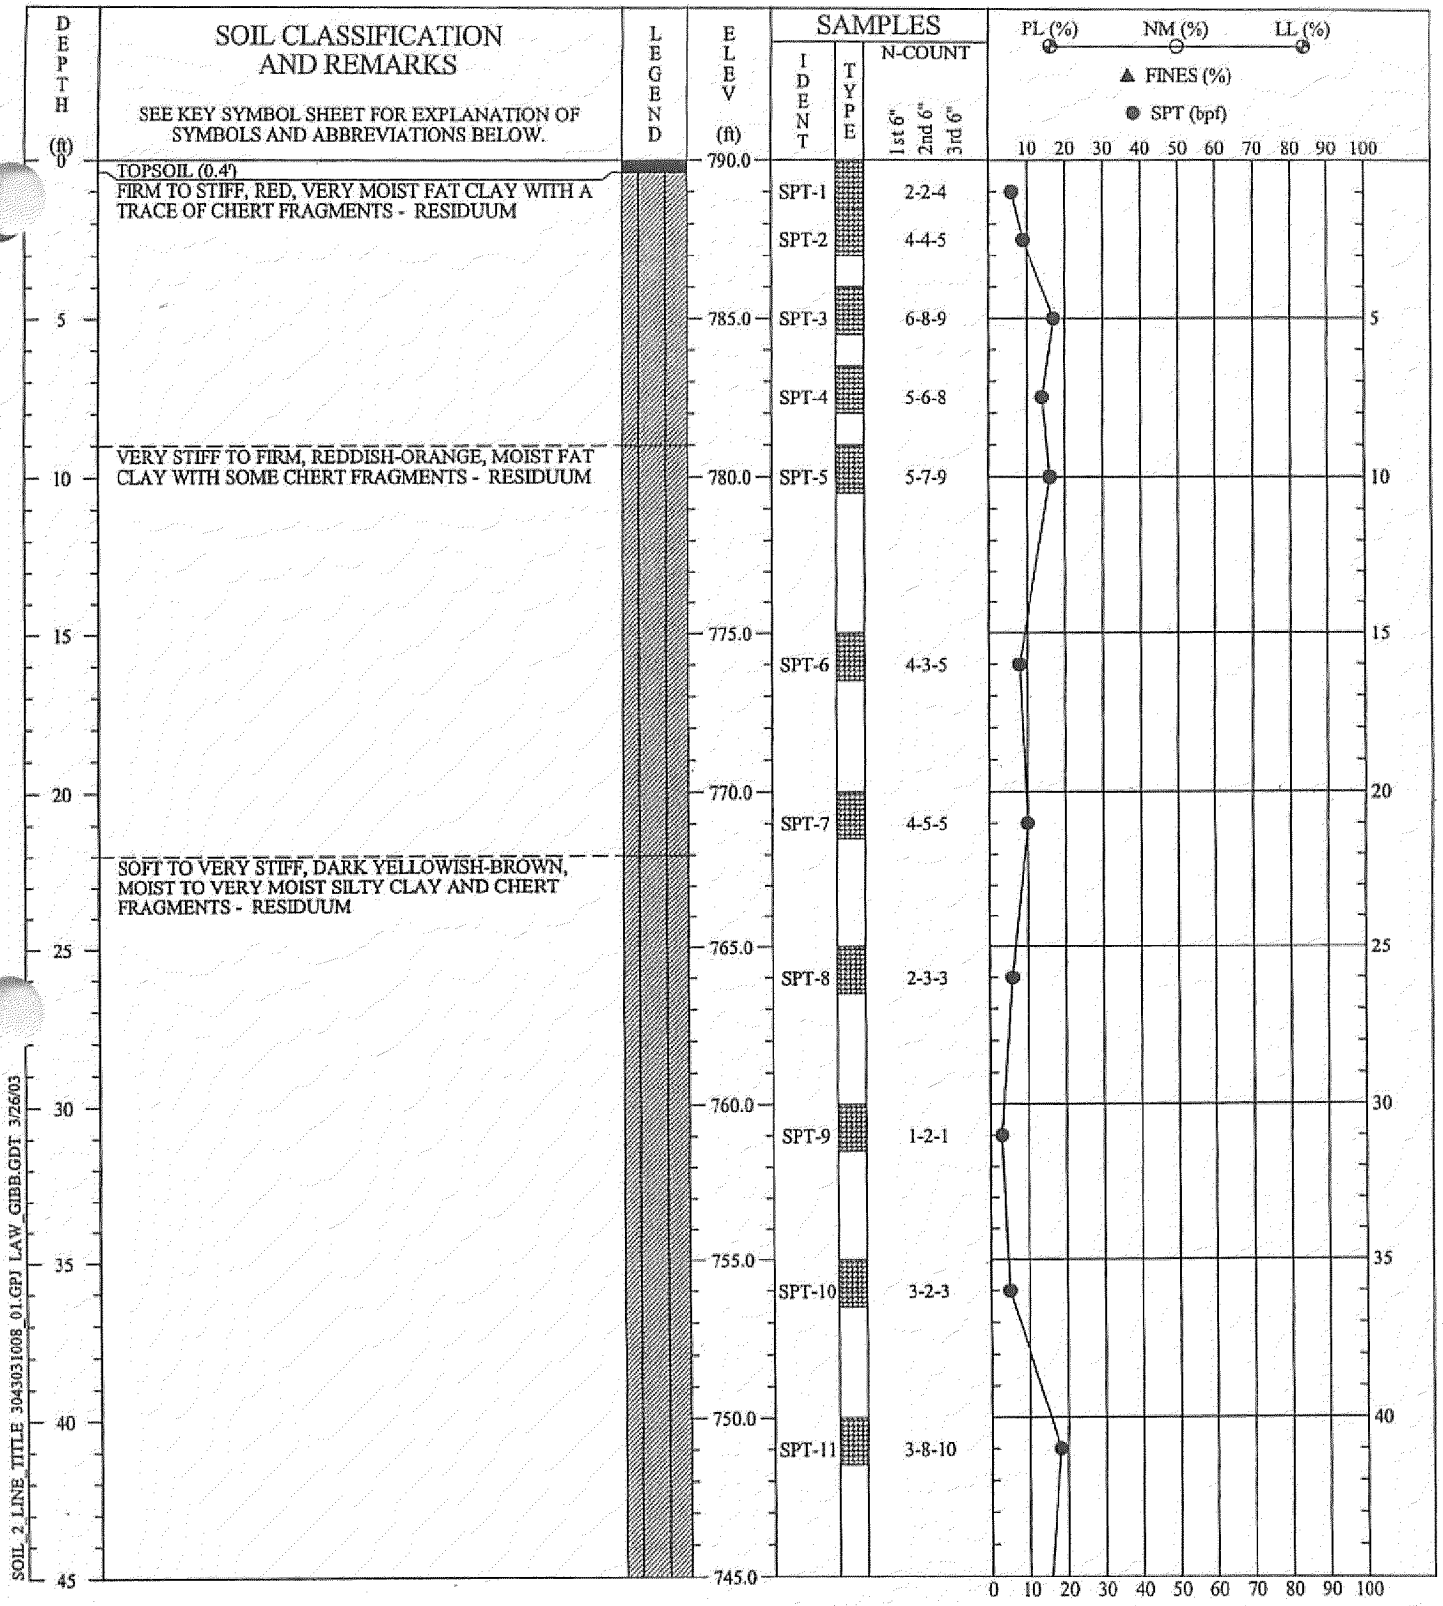 DEPTH (ft)
SOIL CLASSIFICATION
AND REMARKS
SEE KEY SYMBOL SHEET FOR EXPLANATION OF
SYMBOLS AND ABBREVIATIONS BELOW.
LEGEND
ELEV (ft)
SAMPLES
IDENT
TYPE
N-COUNT
1st 6"
2nd 6"
3rd 6"
PL (%) NM (%) LL (%)
▲ FINES (%)
● SPT (bpf)
10 20 30 40 50 60 70 80 90 100
0 790.0
TOPSOIL (0.4')
FIRM TO STIFF, RED, VERY MOIST FAT CLAY WITH A
TRACE OF CHERT FRAGMENTS - RESIDUUM
SPT-1 2-2-4
SPT-2 4-4-5
5 785.0 SPT-3 6-8-9 5
SPT-4 5-6-8
VERY STIFF TO FIRM, REDDISH-ORANGE, MOIST FAT
CLAY WITH SOME CHERT FRAGMENTS - RESIDUUM
10 780.0 SPT-5 5-7-9 10
15 775.0 15
SPT-6 4-3-5
20 770.0 20
SPT-7 4-5-5
SOFT TO VERY STIFF, DARK YELLOWISH-BROWN,
MOIST TO VERY MOIST SILTY CLAY AND CHERT
FRAGMENTS - RESIDUUM
25 765.0 25
SPT-8 2-3-3
30 760.0 30
SPT-9 1-2-1
35 755.0 35
SPT-10 3-2-3
40 750.0 40
SPT-11 3-8-10
45 745.0
0 10 20 30 40 50 60 70 80 90 100
SOIL_2_LINE_TITLE 3043031008_01.GPJ LAW_GIBB.GDT 3/26/03